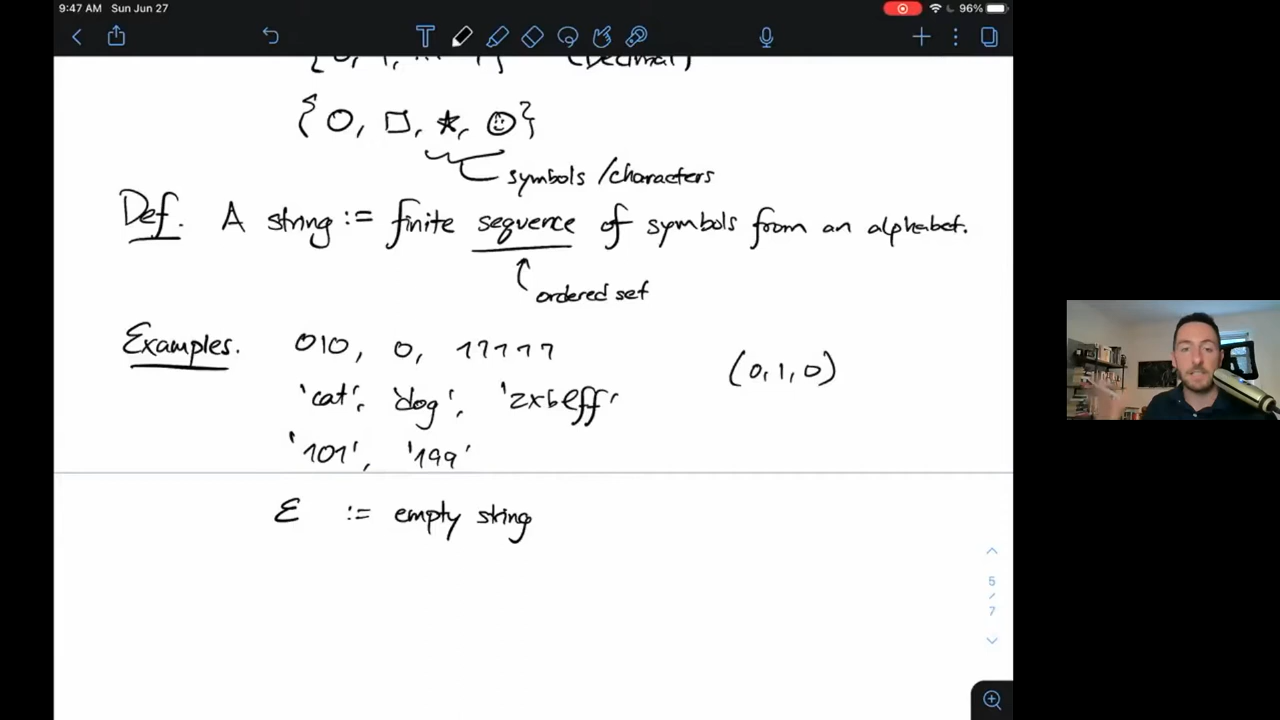 9:47 AM Sun Jun 27
96%
(Decimal)
{○, □, ☆, ☺}
symbols / characters
Def. A string := finite sequence of symbols from an alphabet.
ordered set
Examples. 010, 0, 11111
(0, 1, 0)
'cat', 'dog', 'zxbeff'
'101', '199'
ε := empty string
5
/
7